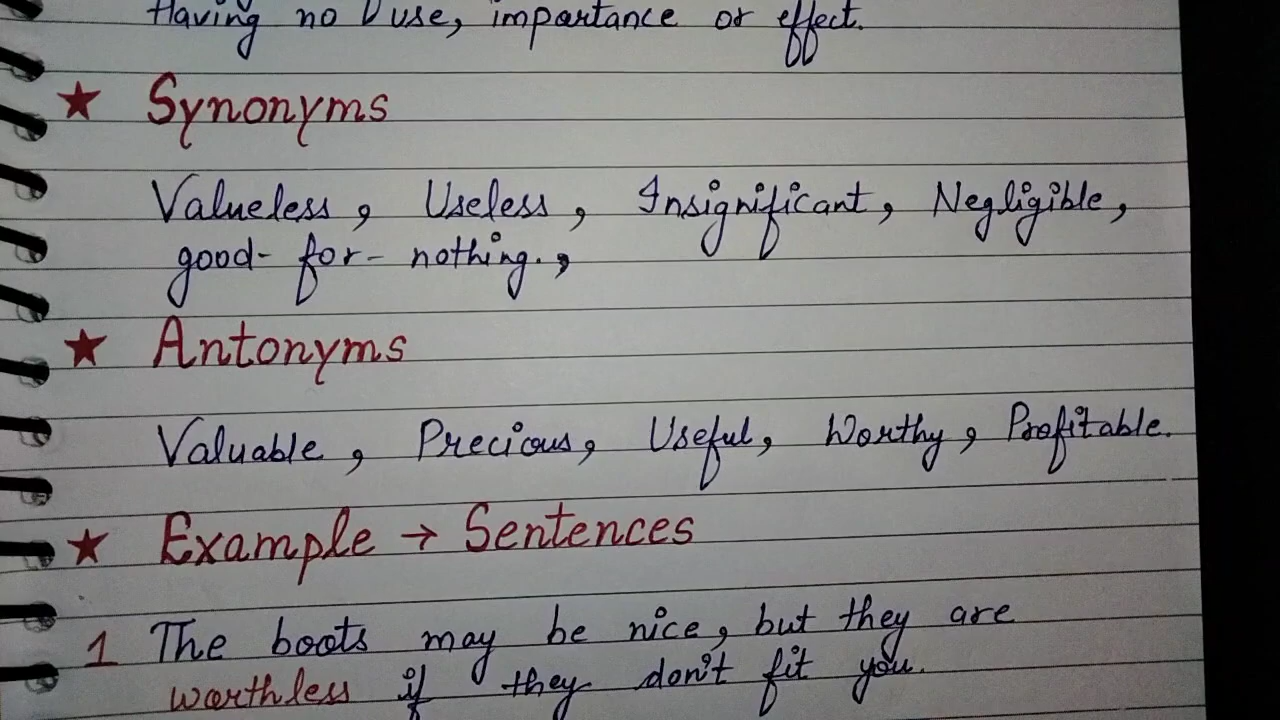 Having no use, importance or effect.
★ Synonyms
Valueless, Useless, Insignificant, Negligible,
good-for-nothing.,
★ Antonyms
Valuable, Precious, Useful, Worthy, Profitable.
★ Example → Sentences
1 The boots may be nice, but they are
worthless if they don't fit you.